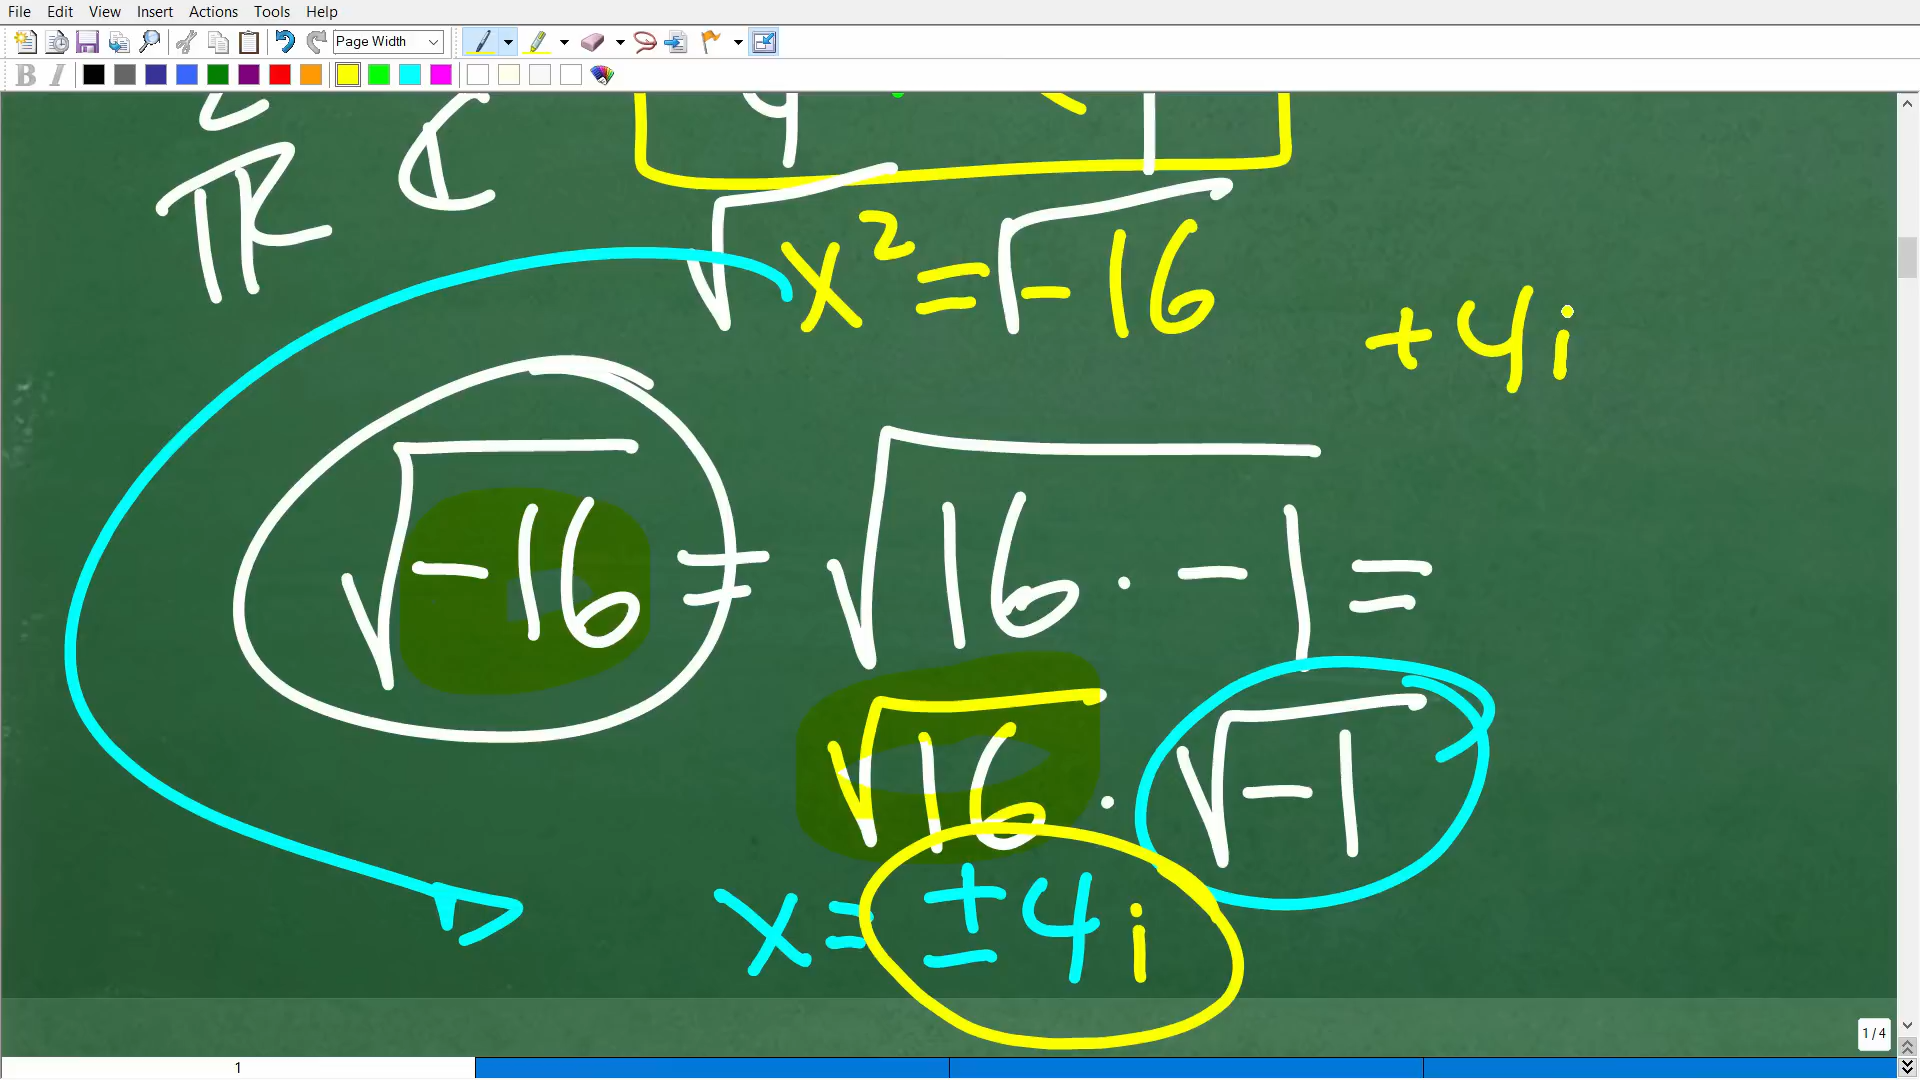 File Edit View Insert Actions Tools Help
Page Width
B I
ℝ ℂ
√x² = √-16
+4i
√-16 = √16 · -1 =
√16 · √-1
x = ±4i
1/4
1